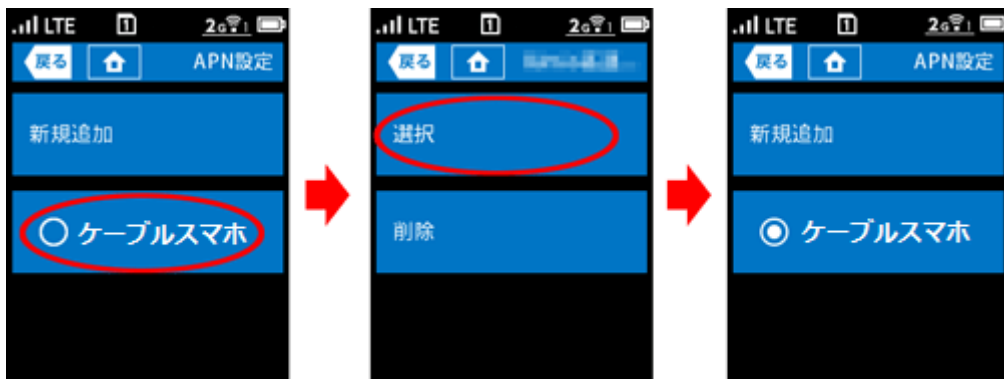 LTE 1 2G 1
戻る APN設定
新規追加
ケーブルスマホ
LTE 1 2G 1
戻る
選択
削除
LTE 1 2G 1
戻る APN設定
新規追加
ケーブルスマホ